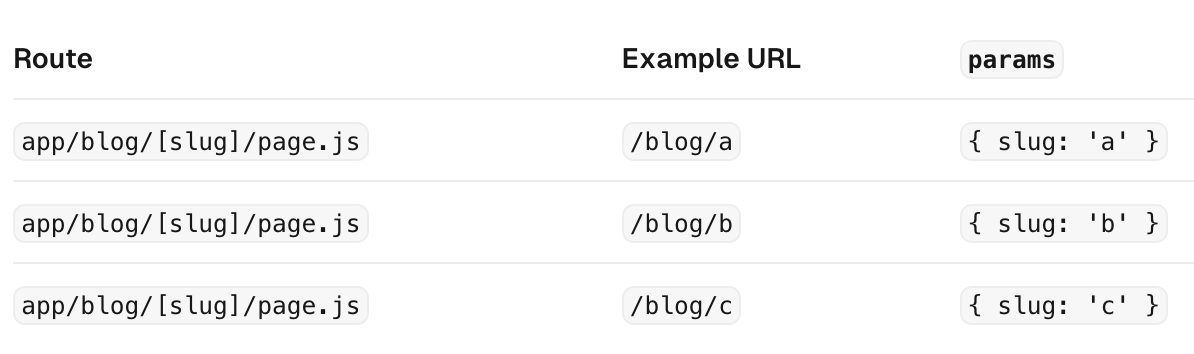 Route Example URL params
app/blog/[slug]/page.js /blog/a { slug: 'a' }
app/blog/[slug]/page.js /blog/b { slug: 'b' }
app/blog/[slug]/page.js /blog/c { slug: 'c' }